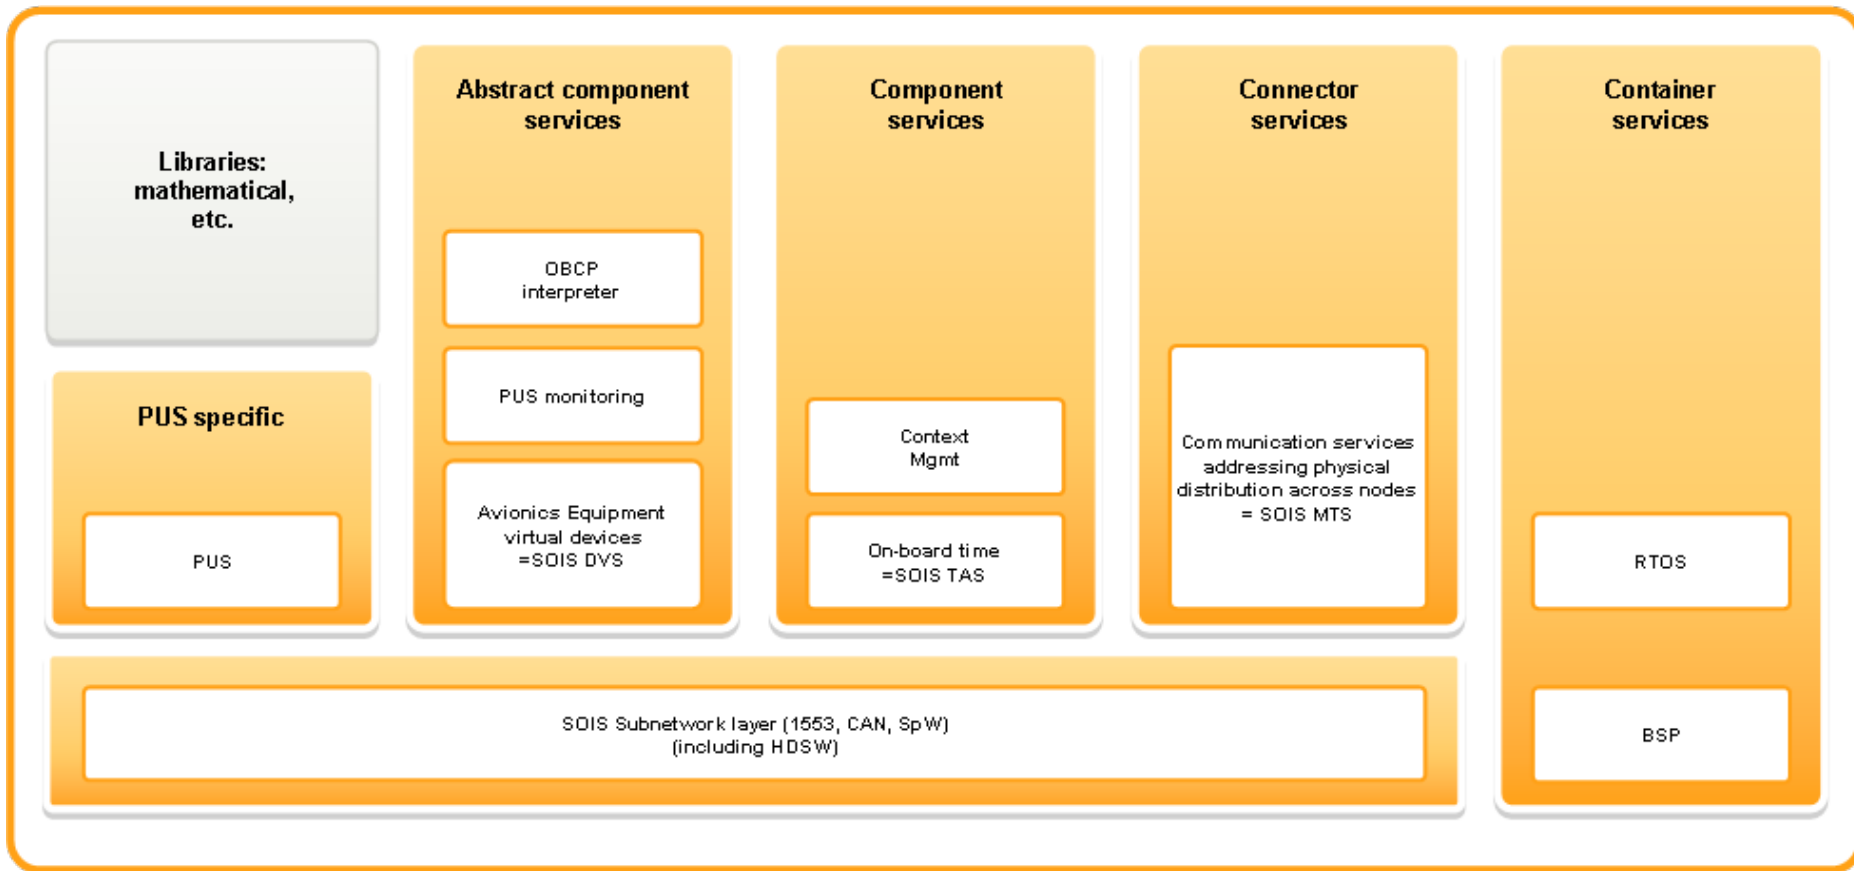 Libraries:
mathematical,
etc.
PUS specific
PUS
Abstract component
services
OBCP
interpreter
PUS monitoring
Avionics Equipment
virtual devices
=SOIS DVS
Component
services
Context
Mgmt
On-board time
=SOIS TAS
Connector
services
Communication services
addressing physical
distribution across nodes
= SOIS MTS
Container
services
RTOS
BSP
SOIS Subnetwork layer (1553, CAN, SpW)
(including HDSW)